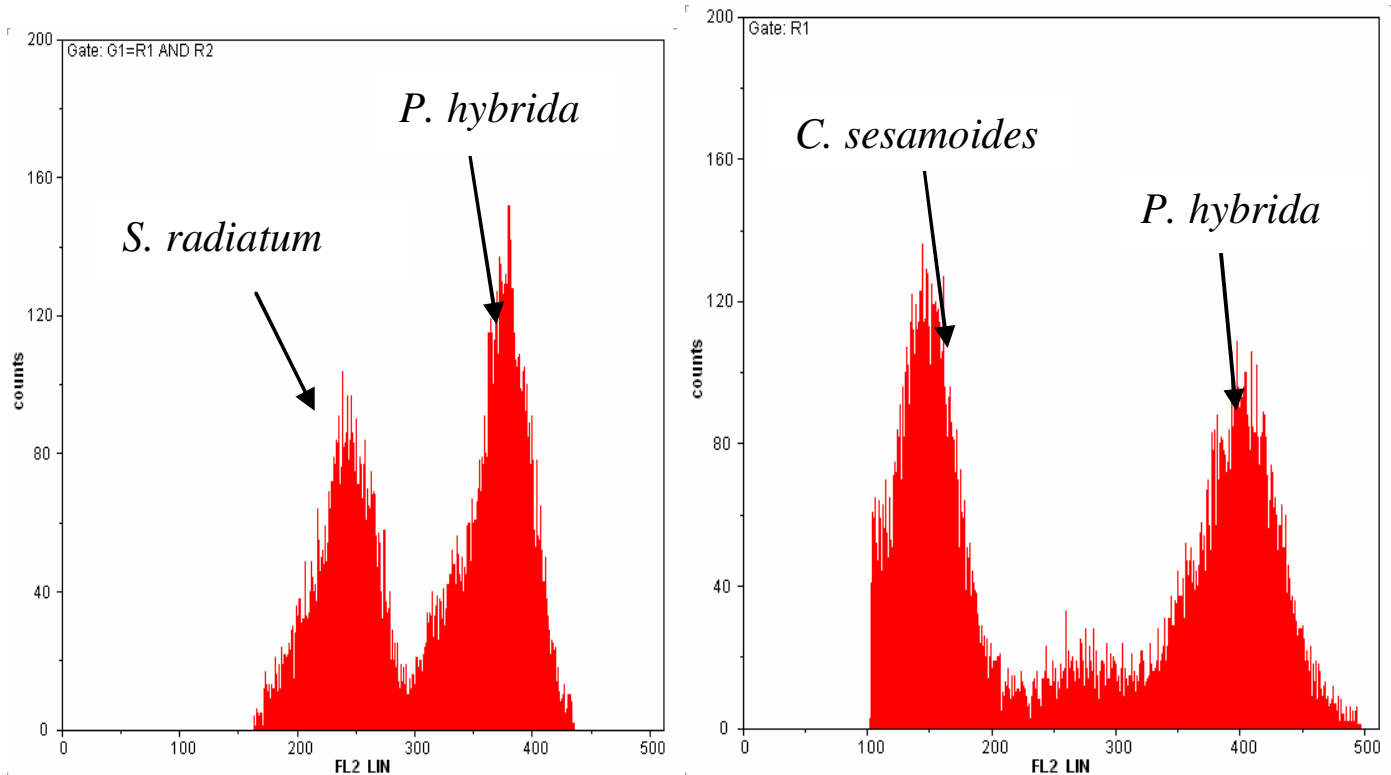 200
Gate: G1=R1 AND R2
P. hybrida
160
S. radiatum
120
counts
80
40
0
0 100 200 300 400 500
FL2 LIN
200
Gate: R1
C. sesamoides
160
P. hybrida
120
counts
80
40
0
0 100 200 300 400 500
FL2 LIN